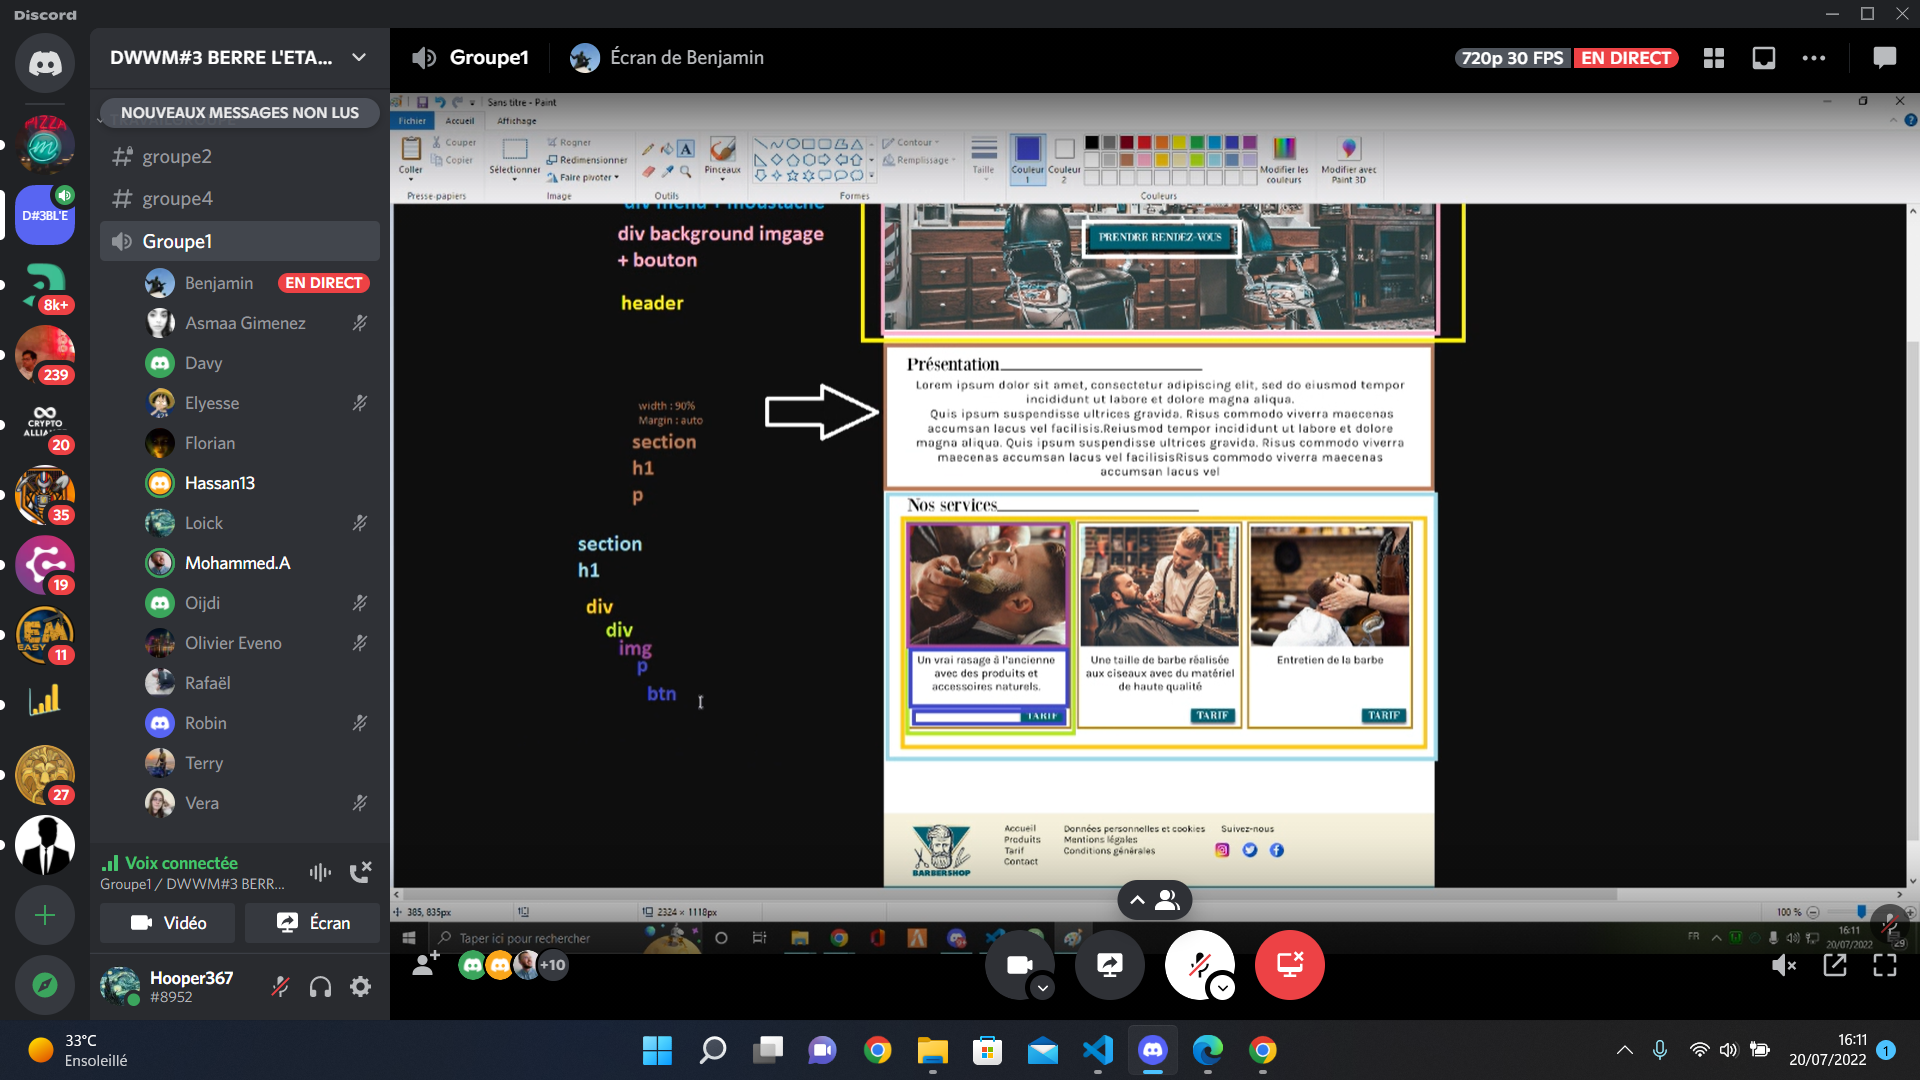 Discord
DWWM#3 BERRE L'ETA...
NOUVEAUX MESSAGES NON LUS
groupe2
groupe4
Groupe1
Benjamin EN DIRECT
Asmaa Gimenez
Davy
Elyesse
Florian
Hassan13
Loick
Mohammed.A
Oijdi
Olivier Eveno
Rafaël
Robin
Terry
Vera
Voix connectée
Groupe1 / DWWM#3 BERR...
Vidéo
Écran
Hooper367
#8952
PIZZA
D#3BL'E
8k+
239
CRYPTO
20
35
19
EM
EASY
11
27
Groupe1
Écran de Benjamin
720p 30 FPS EN DIRECT
Sans titre - Paint
Fichier Accueil Affichage
Coller
Couper
Copier
Presse-papiers
Sélectionner
Rogner
Redimensionner
Faire pivoter
Image
A
Outils
Pinceaux
Contour
Remplissage
Formes
Taille
Couleur 1
Couleur 2
Modifier les couleurs
Modifier avec Paint 3D
Couleurs
div menu + moustache
div background imgage
+ bouton
header
width : 90%
Margin : auto
section
h1
p
section
h1
div
div
img
p
btn
PRENDRE RENDEZ-VOUS
Présentation
Lorem ipsum dolor sit amet, consectetur adipiscing elit, sed do eiusmod tempor
incididunt ut labore et dolore magna aliqua.
Quis ipsum suspendisse ultrices gravida. Risus commodo viverra maecenas
accumsan lacus vel facilisis.Reiusmod tempor incididunt ut labore et dolore
magna aliqua. Quis ipsum suspendisse ultrices gravida. Risus commodo viverra
maecenas accumsan lacus vel facilisisRisus commodo viverra maecenas
accumsan lacus vel
Nos services
Un vrai rasage à l'ancienne
avec des produits et
accessoires naturels.
TARIF
Une taille de barbe réalisée
aux ciseaux avec du matériel
de haute qualité
TARIF
Entretien de la barbe
TARIF
BARBERSHOP
Accueil
Produits
Tarif
Contact
Données personnelles et cookies
Mentions légales
Conditions générales
Suivez-nous
385, 835px
2324 × 1118px
100 %
Taper ici pour rechercher
FR
16:11
20/07/2022
29
+10
33°C
Ensoleillé
16:11
20/07/2022
1